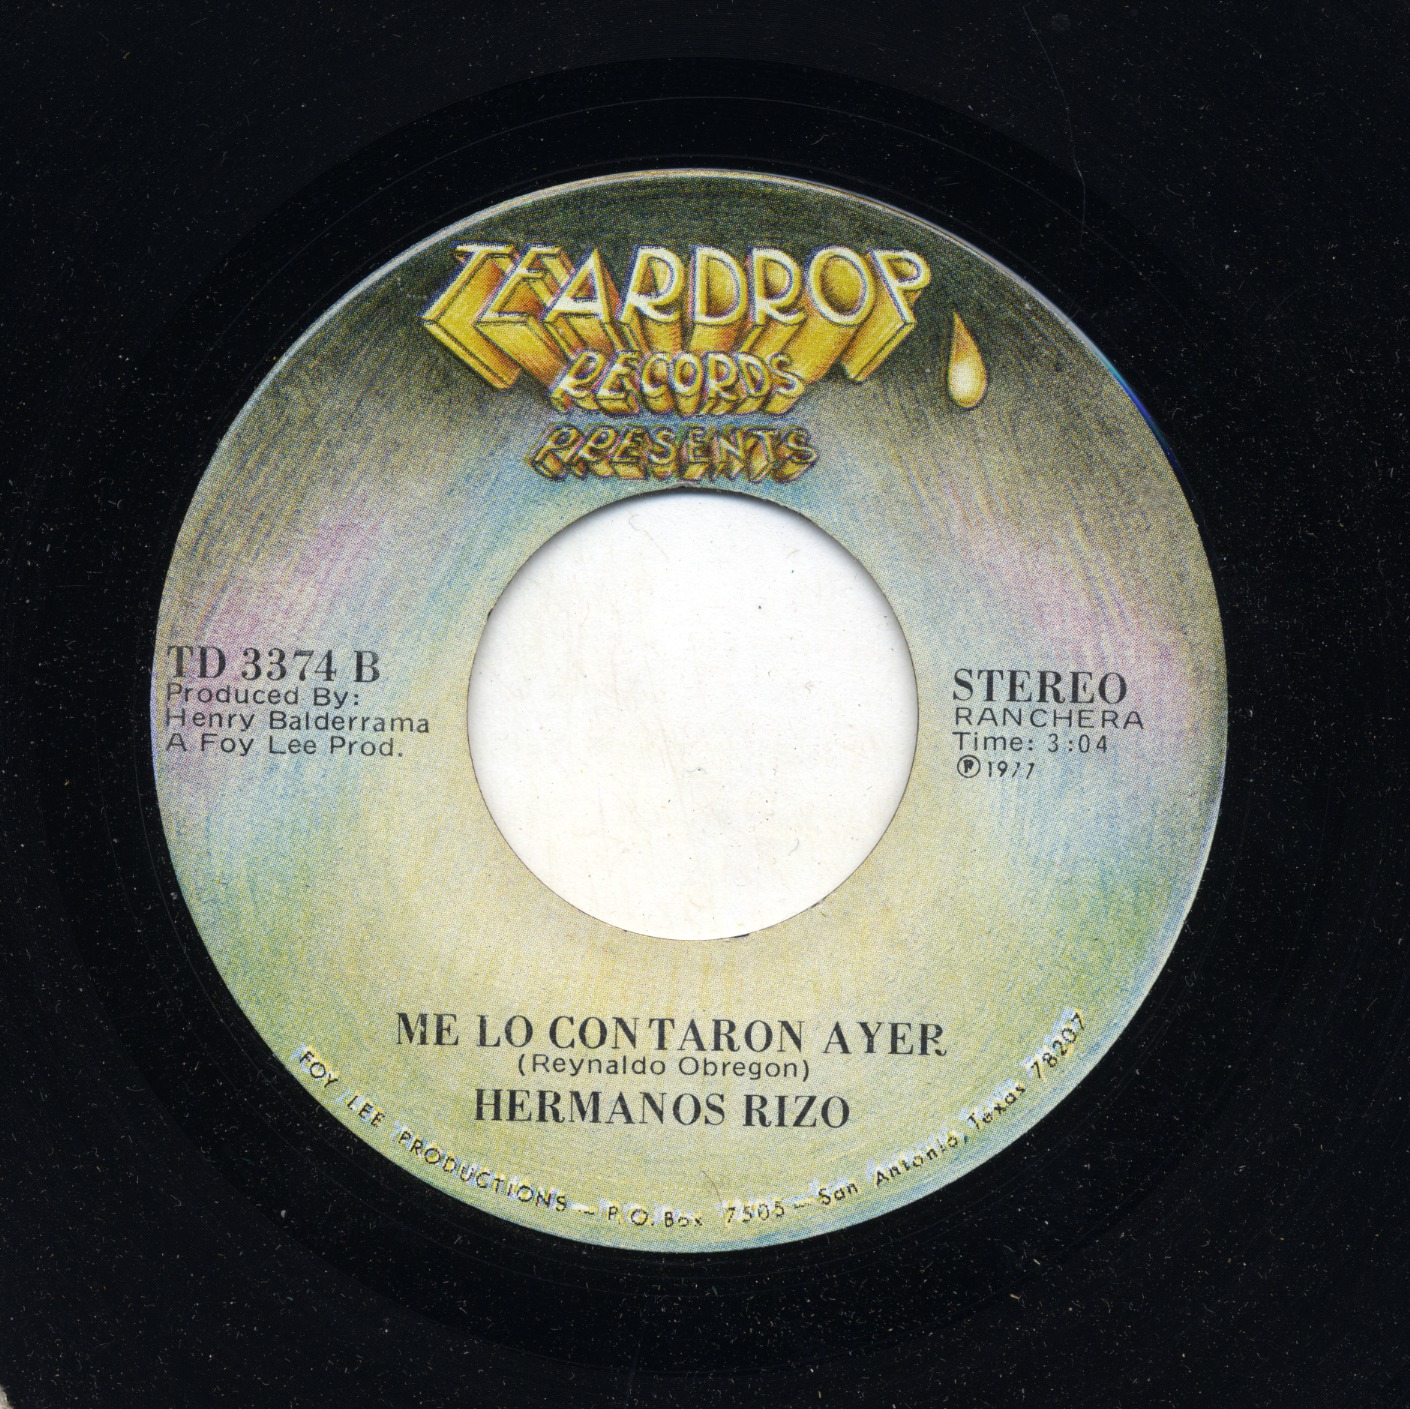 TEARDROP
RECORDS
PRESENTS
TD 3374 B
Produced By:
Henry Balderrama
A Foy Lee Prod.
STEREO
RANCHERA
Time: 3:04
℗ 1977
ME LO CONTARON AYER
(Reynaldo Obregon)
HERMANOS RIZO
FOY LEE PRODUCTIONS — P.O. Box 7505 — San Antonio, Texas 78207